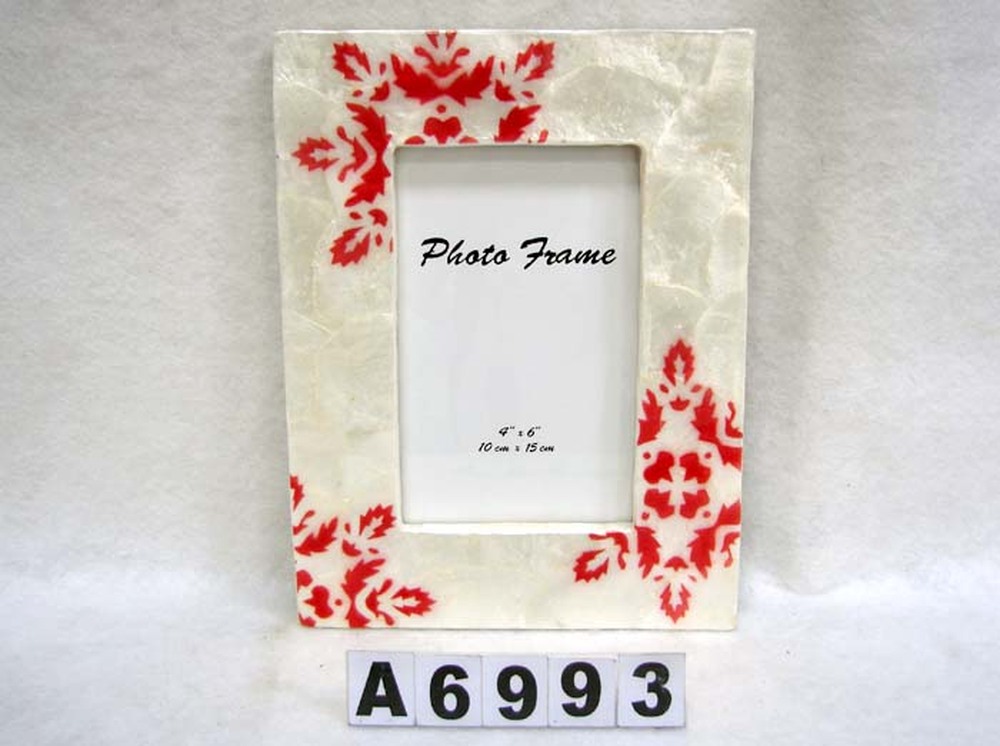 Photo Frame
4" x 6"
10 cm x 15 cm
A6993